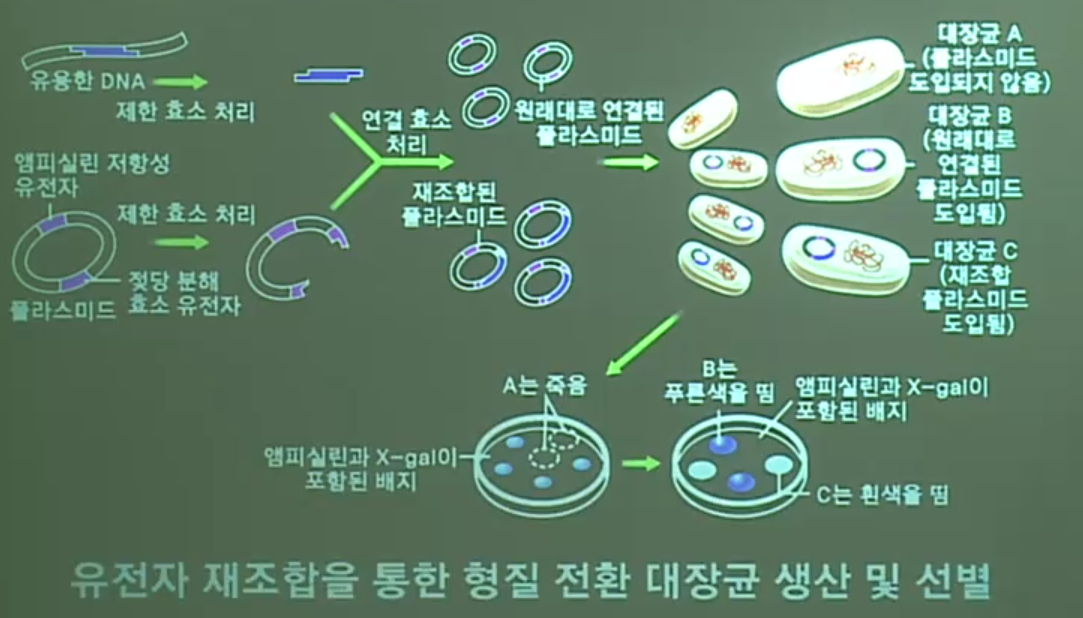 유용한 DNA
제한 효소 처리
앰피실린 저항성
유전자
제한 효소 처리
젖당 분해
효소 유전자
플라스미드
연결 효소
처리
원래대로 연결된
플라스미드
재조합된
플라스미드
대장균 A
(플라스미드
도입되지 않음)
대장균 B
(원래대로
연결된
플라스미드
도입됨)
대장균 C
(재조합
플라스미드
도입됨)
A는 죽음
앰피실린과 X-gal이
포함된 배지
B는
푸른색을 띰
앰피실린과 X-gal이
포함된 배지
C는 흰색을 띰
유전자 재조합을 통한 형질 전환 대장균 생산 및 선별